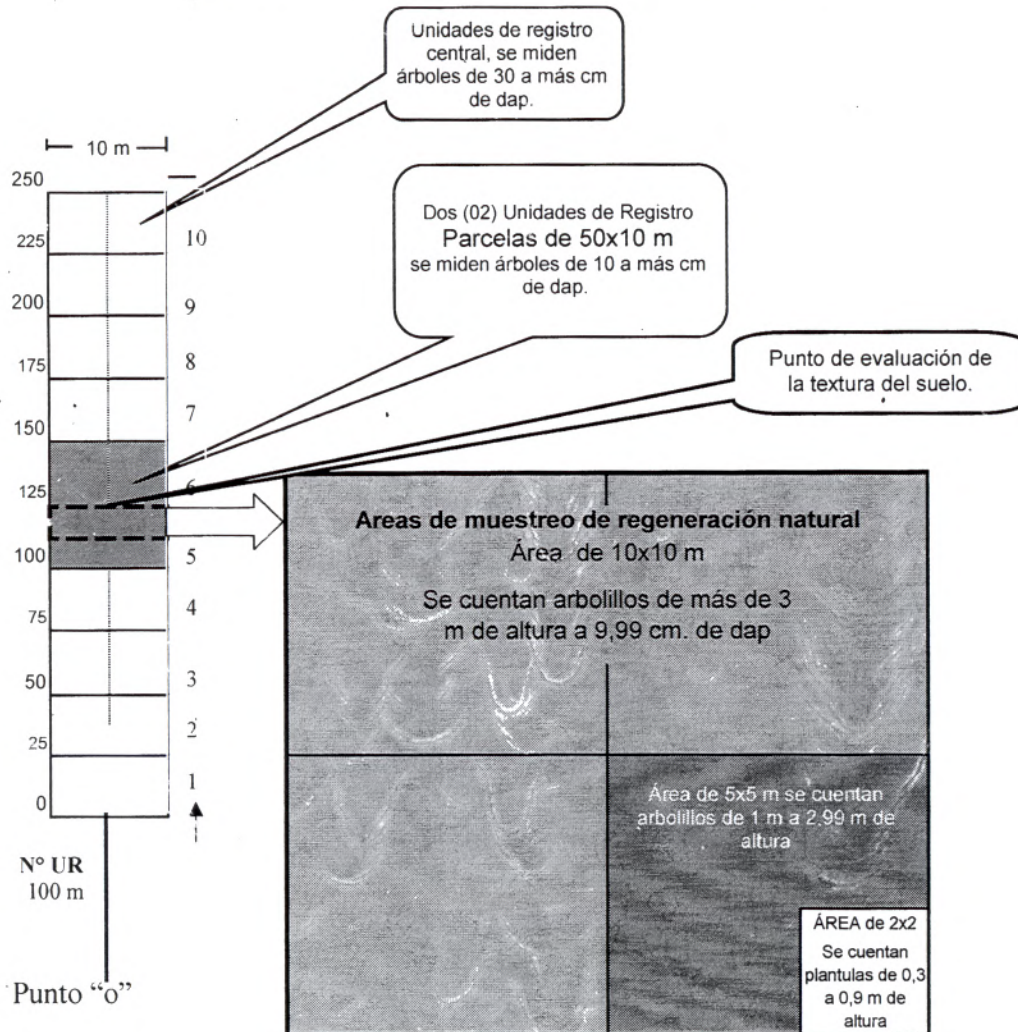 Unidades de registro
central, se miden
árboles de 30 a más cm
de dap.
10 m
Dos (02) Unidades de Registro
Parcelas de 50x10 m
se miden árboles de 10 a más cm
de dap.
Punto de evaluación de
la textura del suelo.
250
225
200
175
150
125
100
75
50
25
0
10
9
8
7
6
5
4
3
2
1
Areas de muestreo de regeneración natural
Área de 10x10 m
Se cuentan arbolillos de más de 3
m de altura a 9,99 cm. de dap
Área de 5x5 m se cuentan
arbolillos de 1 m a 2,99 m de
altura
ÁREA de 2x2
Se cuentan
plantulas de 0,3
a 0,9 m de
altura
N° UR
100 m
Punto “o”